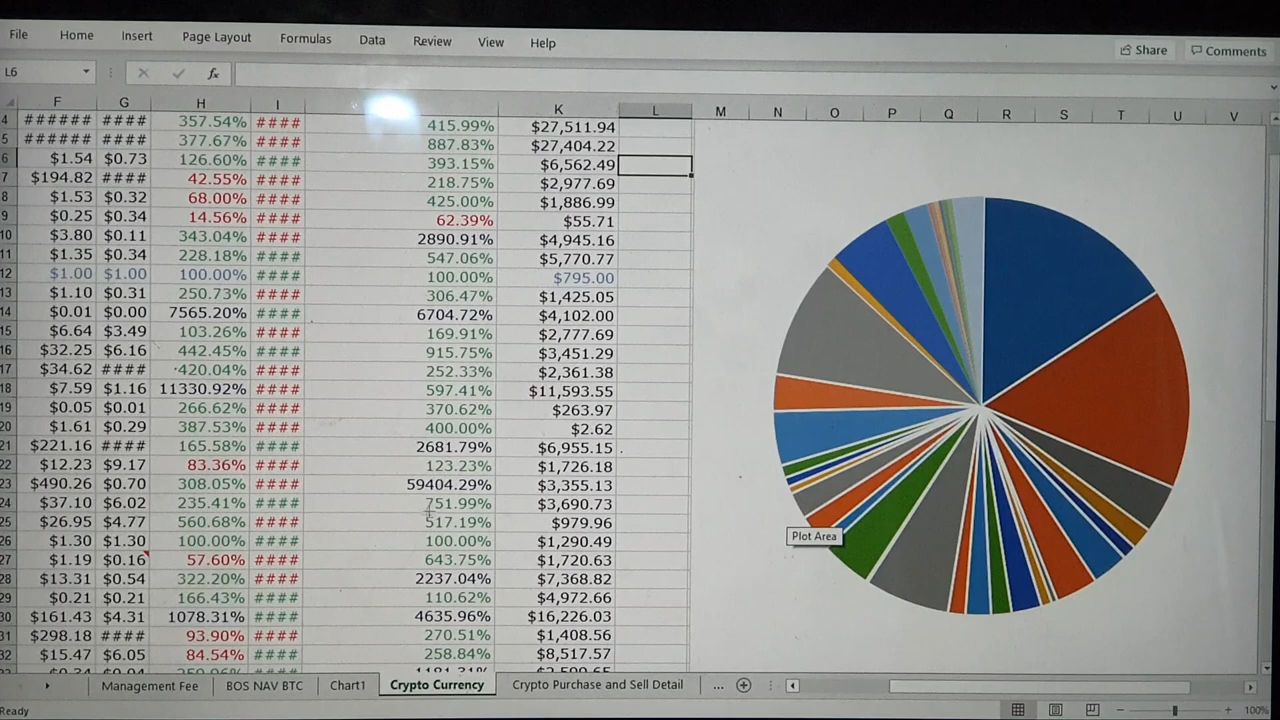 File Home Insert Page Layout Formulas Data Review View Help Share Comments
L6 fx
F G H I K L M N O P Q R S T U V
4 ###### #### 357.54% #### 415.99% $27,511.94
5 ###### #### 377.67% #### 887.83% $27,404.22
6 $1.54 $0.73 126.60% #### 393.15% $6,562.49
7 $194.82 #### 42.55% #### 218.75% $2,977.69
8 $1.53 $0.32 68.00% #### 425.00% $1,886.99
9 $0.25 $0.34 14.56% #### 62.39% $55.71
10 $3.80 $0.11 343.04% #### 2890.91% $4,945.16
11 $1.35 $0.34 228.18% #### 547.06% $5,770.77
12 $1.00 $1.00 100.00% #### 100.00% $795.00
13 $1.10 $0.31 250.73% #### 306.47% $1,425.05
14 $0.01 $0.00 7565.20% #### 6704.72% $4,102.00
15 $6.64 $3.49 103.26% #### 169.91% $2,777.69
16 $32.25 $6.16 442.45% #### 915.75% $3,451.29
17 $34.62 #### 420.04% #### 252.33% $2,361.38
18 $7.59 $1.16 11330.92% #### 597.41% $11,593.55
19 $0.05 $0.01 266.62% #### 370.62% $263.97
20 $1.61 $0.29 387.53% #### 400.00% $2.62
21 $221.16 #### 165.58% #### 2681.79% $6,955.15
22 $12.23 $9.17 83.36% #### 123.23% $1,726.18
23 $490.26 $0.70 308.05% #### 59404.29% $3,355.13
24 $37.10 $6.02 235.41% #### 751.99% $3,690.73
25 $26.95 $4.77 560.68% #### 517.19% $979.96
26 $1.30 $1.30 100.00% #### 100.00% $1,290.49
27 $1.19 $0.16 57.60% #### 643.75% $1,720.63
28 $13.31 $0.54 322.20% #### 2237.04% $7,368.82
29 $0.21 $0.21 166.43% #### 110.62% $4,972.66
30 $161.43 $4.31 1078.31% #### 4635.96% $16,226.03
31 $298.18 #### 93.90% #### 270.51% $1,408.56
32 $15.47 $6.05 84.54% #### 258.84% $8,517.57
Plot Area
Management Fee BOS NAV BTC Chart1 Crypto Currency Crypto Purchase and Sell Detail ...
Ready 100%